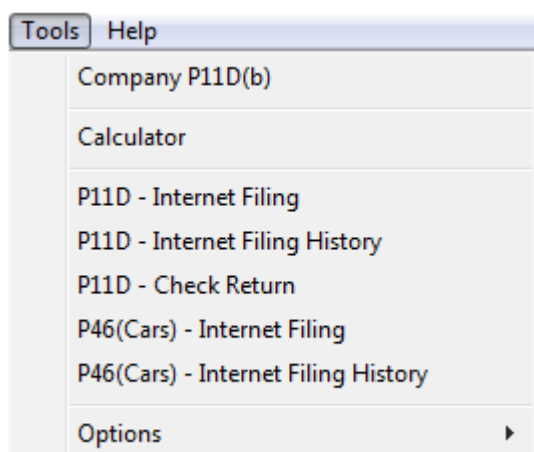 Tools Help
Company P11D(b)
Calculator
P11D - Internet Filing
P11D - Internet Filing History
P11D - Check Return
P46(Cars) - Internet Filing
P46(Cars) - Internet Filing History
Options